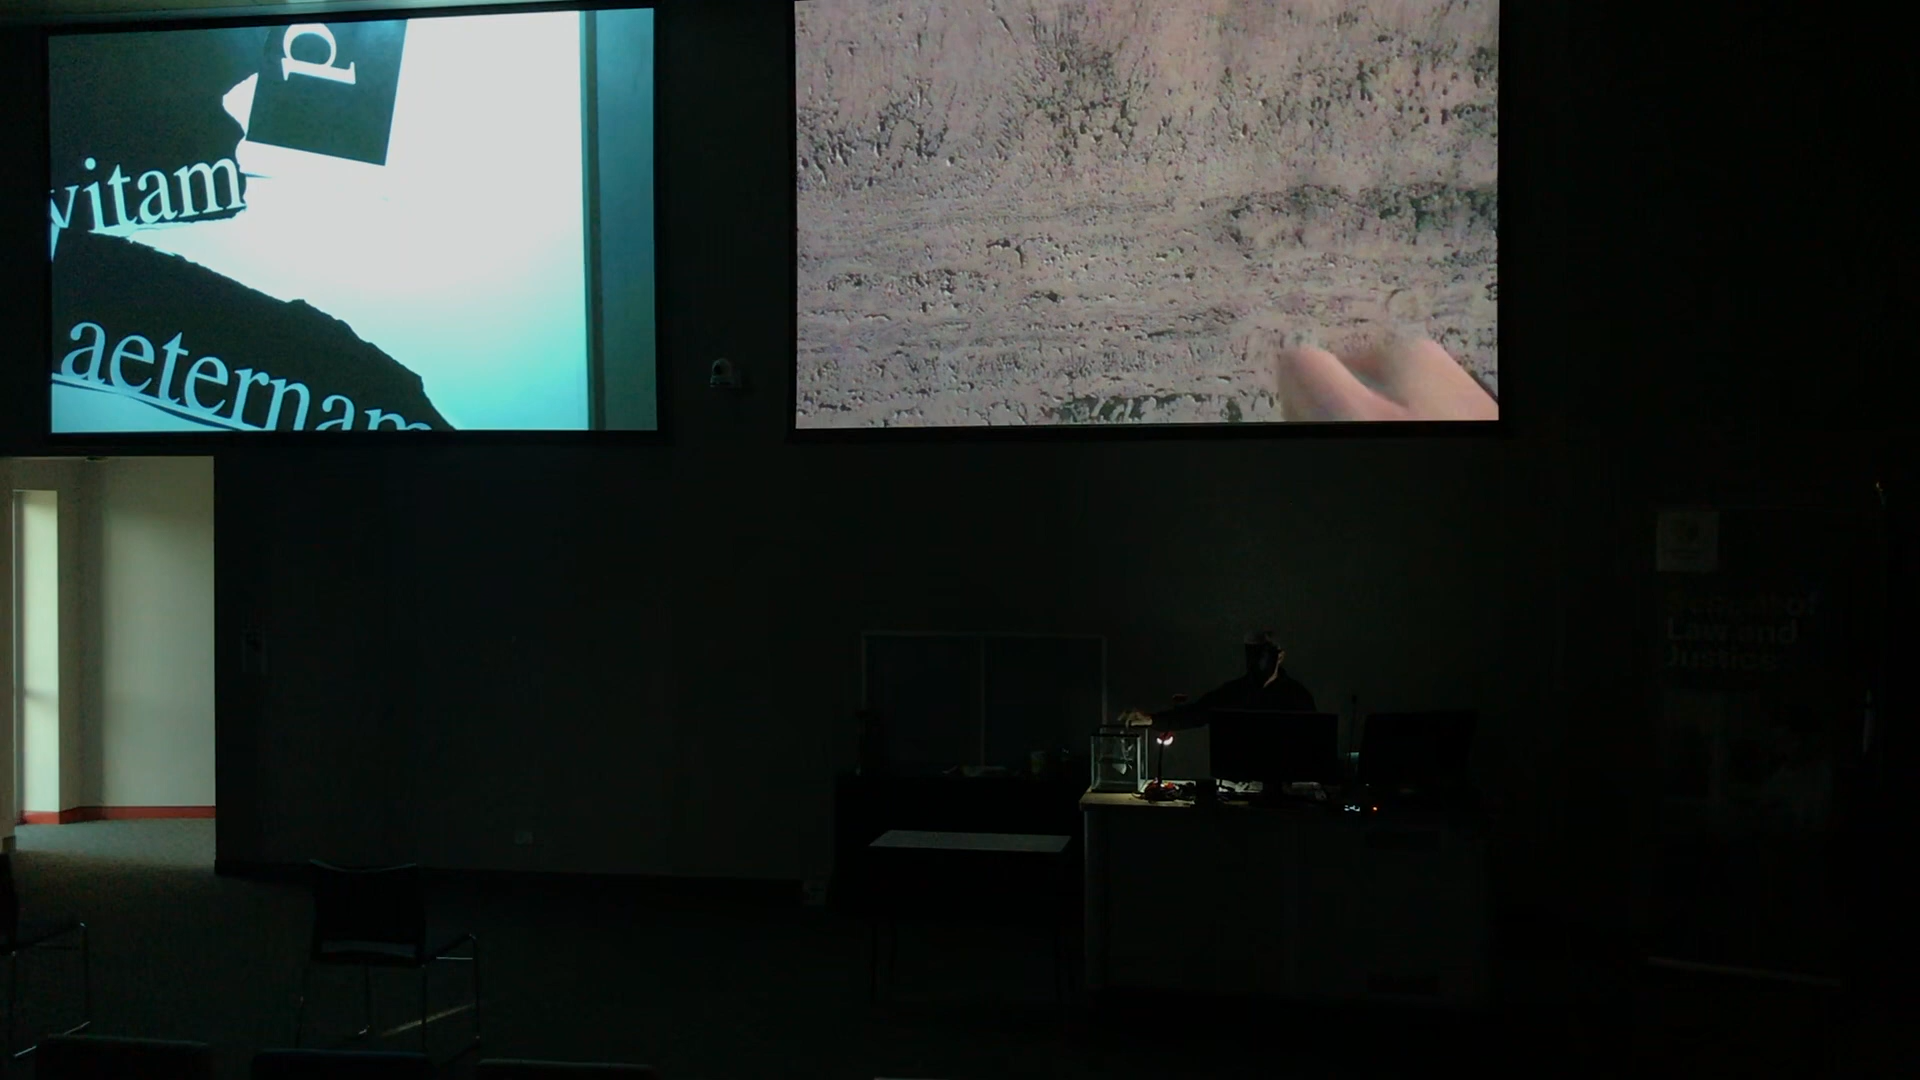 p
vitam
aeternam
School of
Law and
Justice